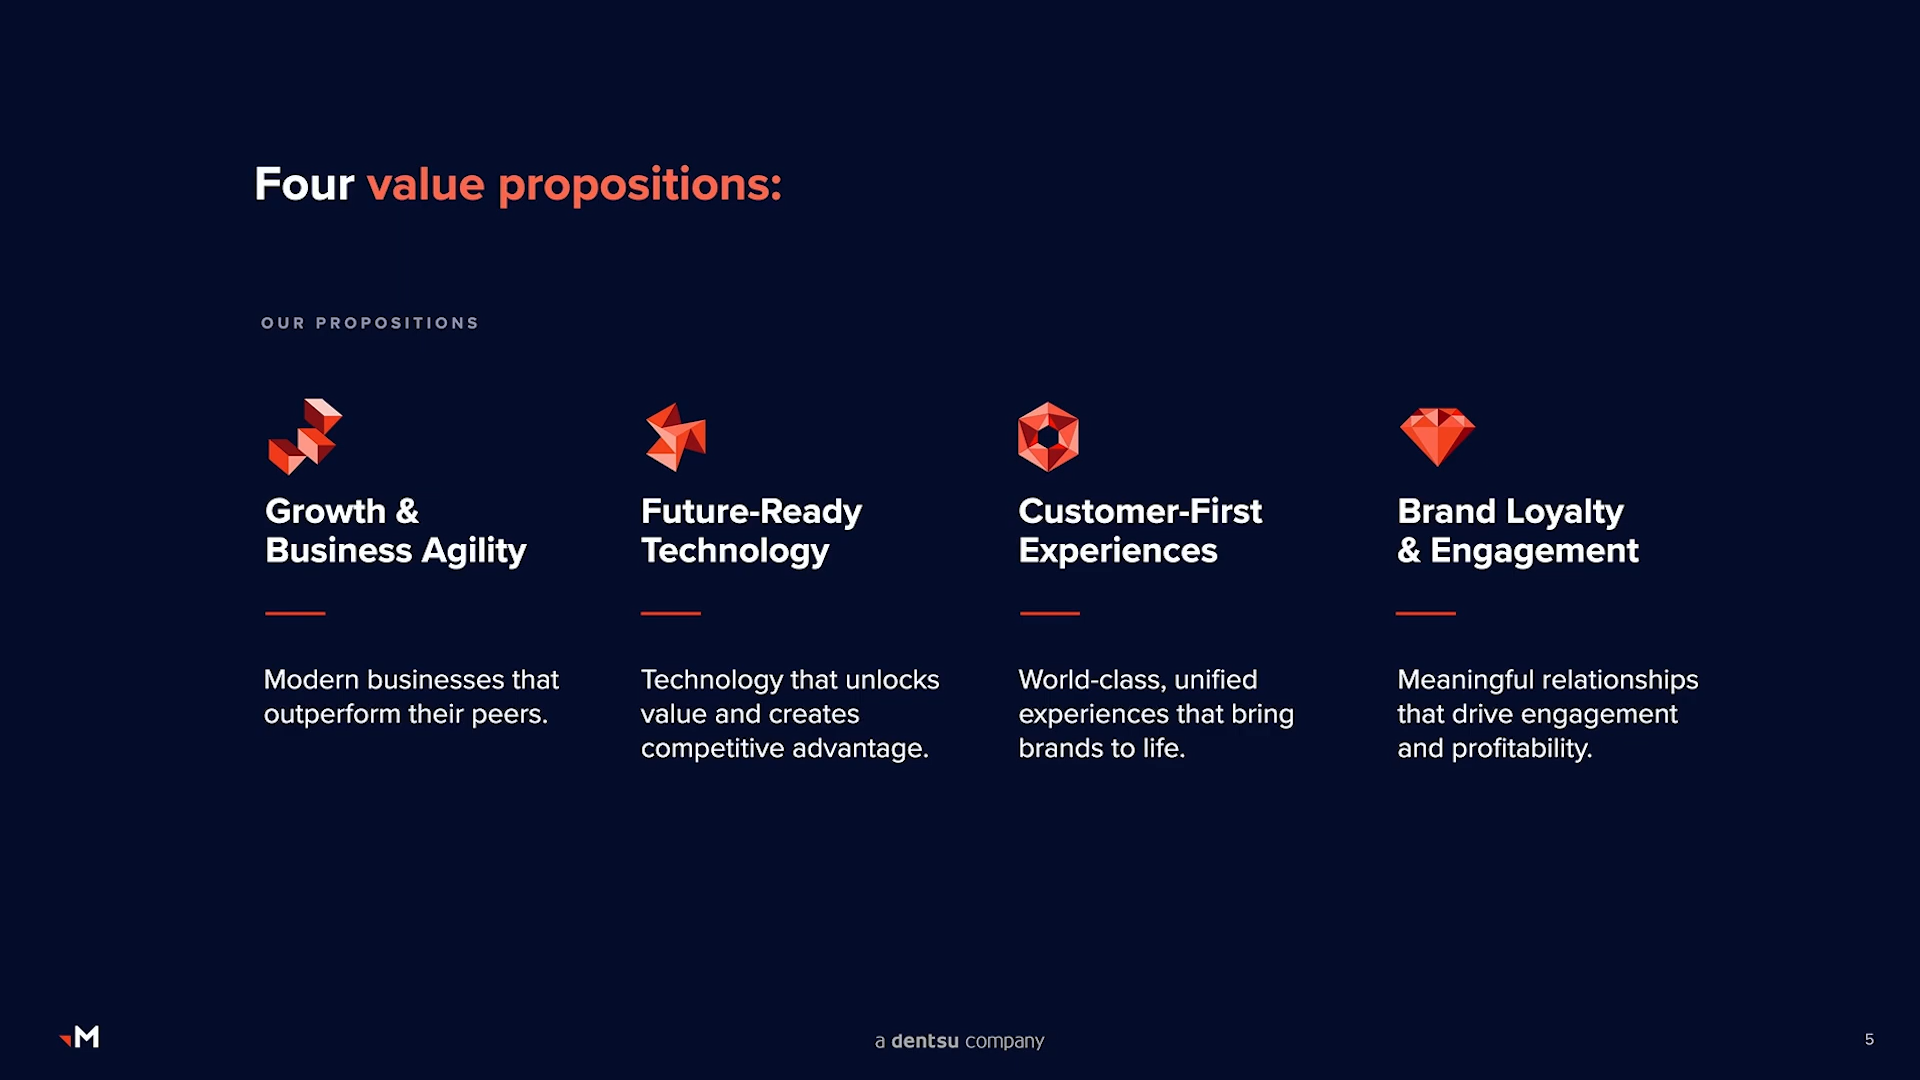 Four value propositions:
OUR PROPOSITIONS
Growth &
Business Agility
Modern businesses that
outperform their peers.
Future-Ready
Technology
Technology that unlocks
value and creates
competitive advantage.
Customer-First
Experiences
World-class, unified
experiences that bring
brands to life.
Brand Loyalty
& Engagement
Meaningful relationships
that drive engagement
and profitability.
M
a dentsu company
5